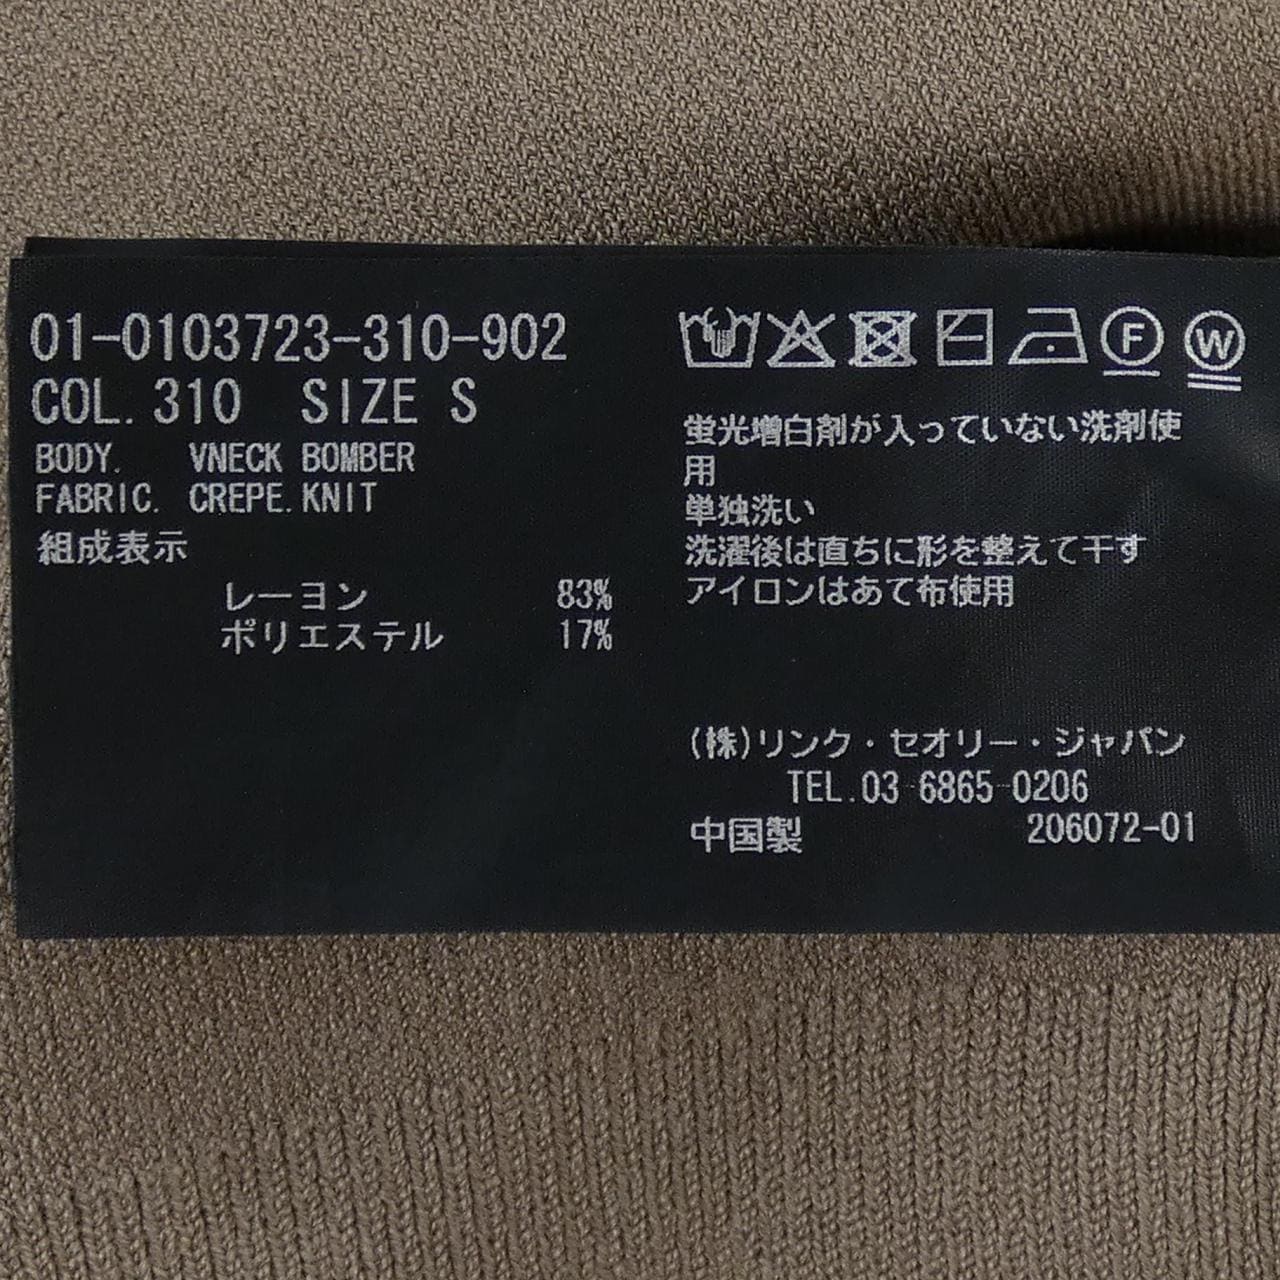 01-0103723-310-902
COL. 310 SIZE S
BODY. VNECK BOMBER
FABRIC. CREPE.KNIT
組成表示
レーヨン 83%
ポリエステル 17%
F W
蛍光増白剤が入っていない洗剤使
用
単独洗い
洗濯後は直ちに形を整えて干す
アイロンはあて布使用
(株)リンク・セオリー・ジャパン
TEL.03-6865-0206
中国製 206072-01